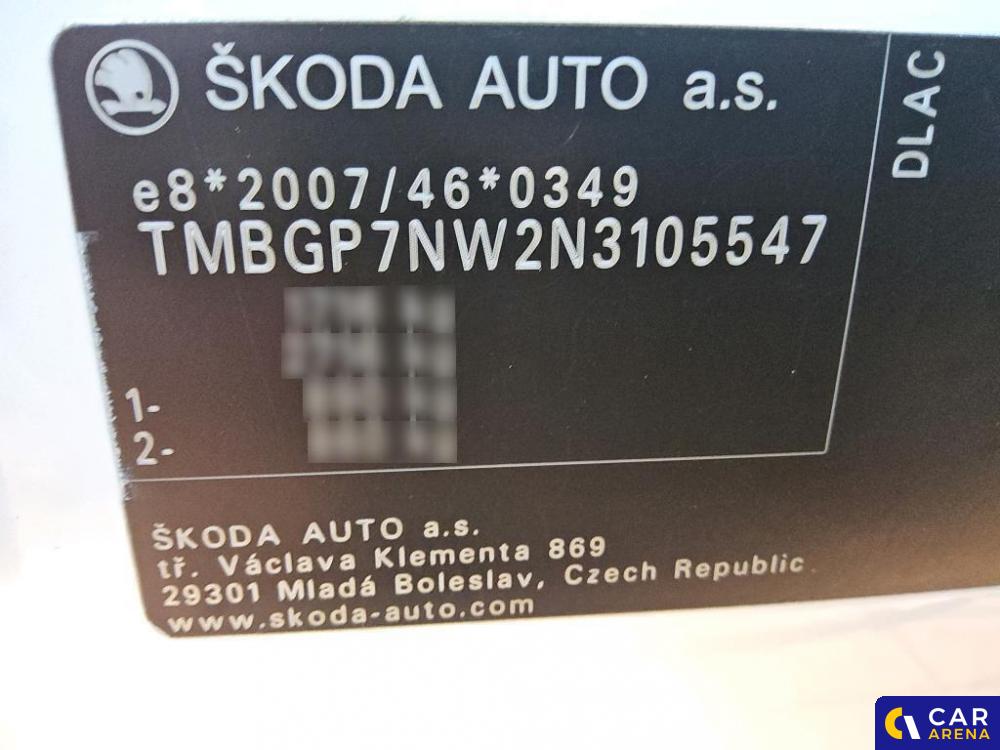 ŠKODA AUTO a.s.
e8*2007/46*0349
TMBGP7NW2N3105547
1-
2-
DLAC
ŠKODA AUTO a.s.
tř. Václava Klementa 869
29301 Mladá Boleslav, Czech Republic
www.skoda-auto.com
CAR
ARENA